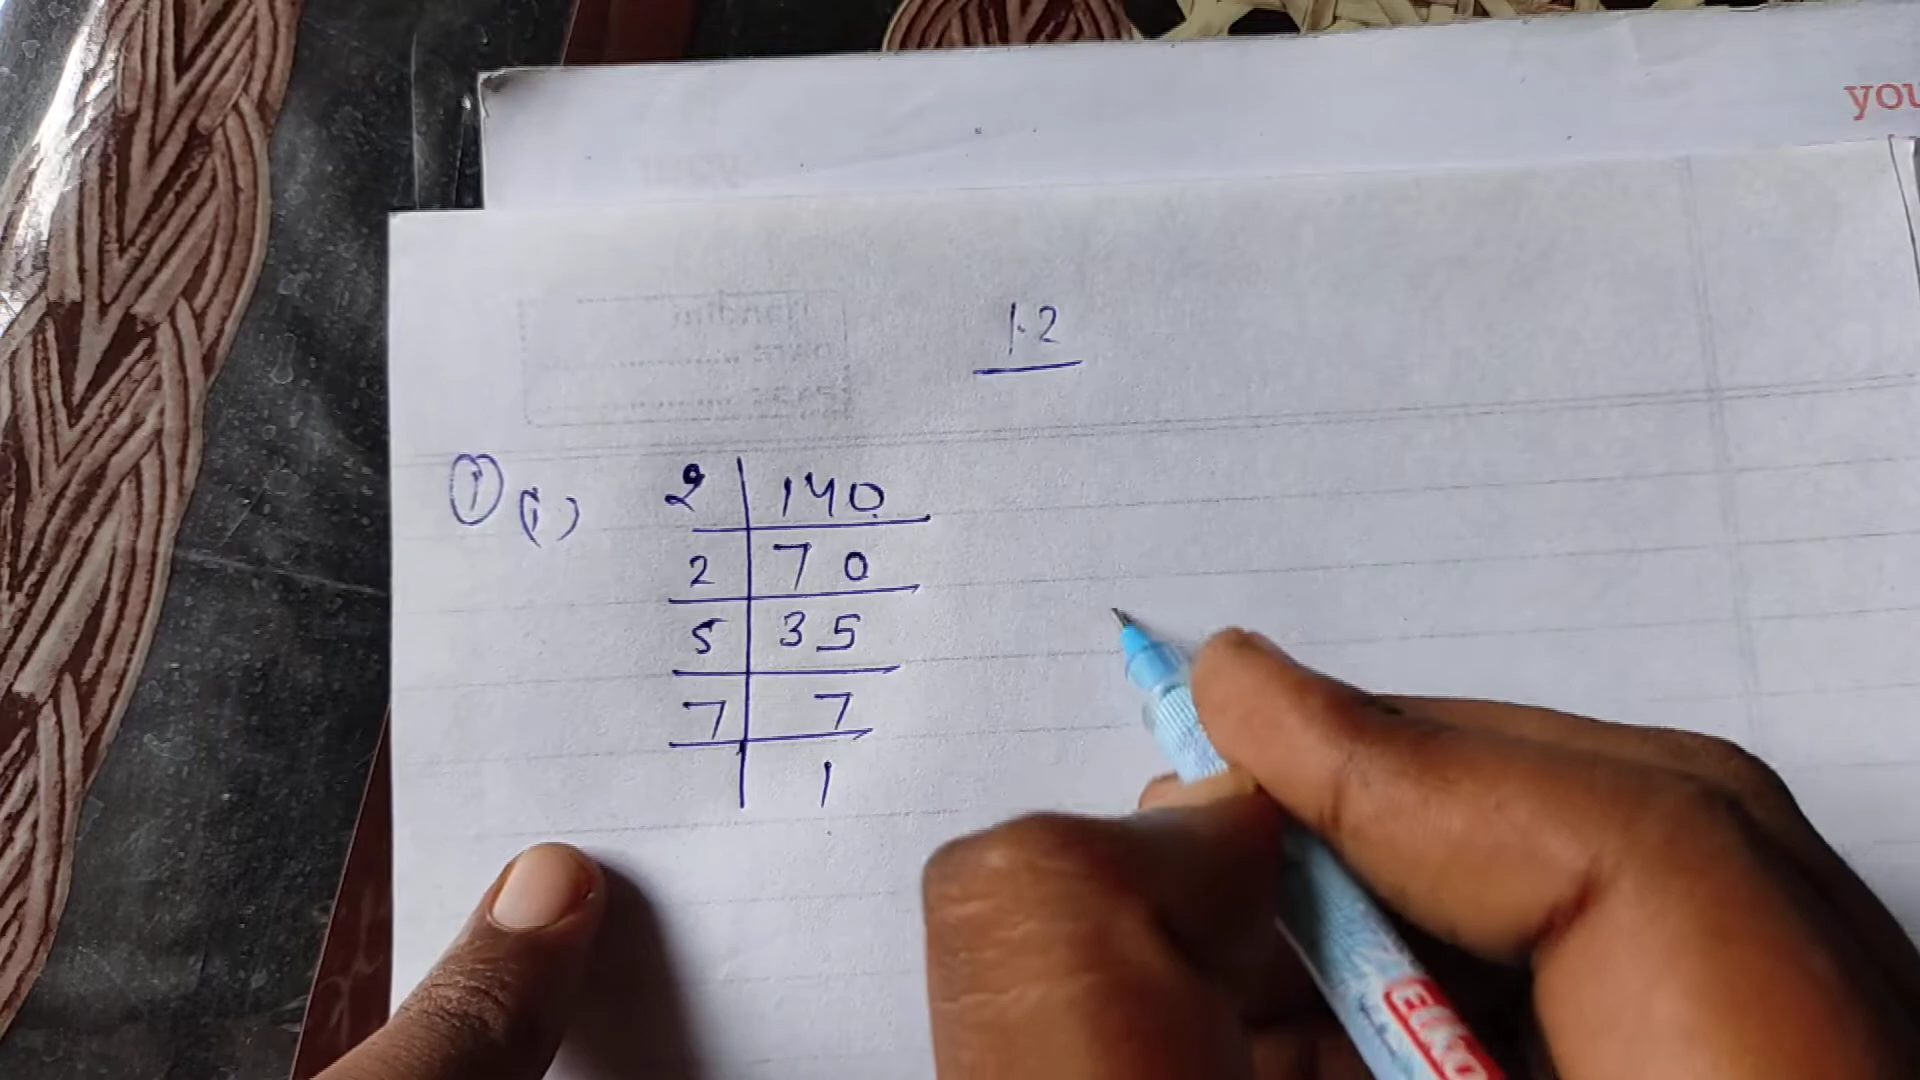 you
1.2
① (i) 2 | 140
2 | 70
5 | 35
7 | 7
| 1